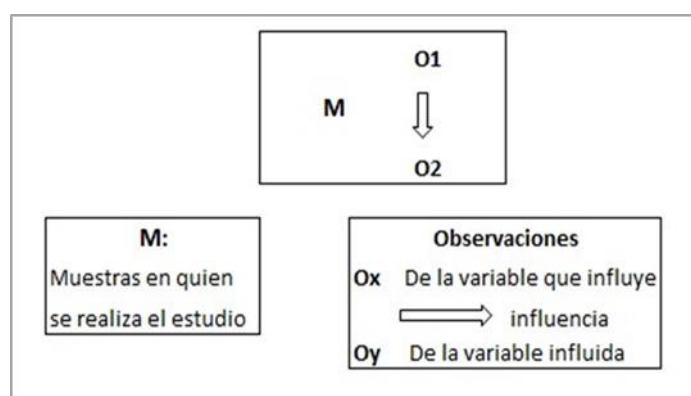 O1
M
O2
M:
Muestras en quien
se realiza el estudio
Observaciones
Ox De la variable que influye
influencia
Oy De la variable influida